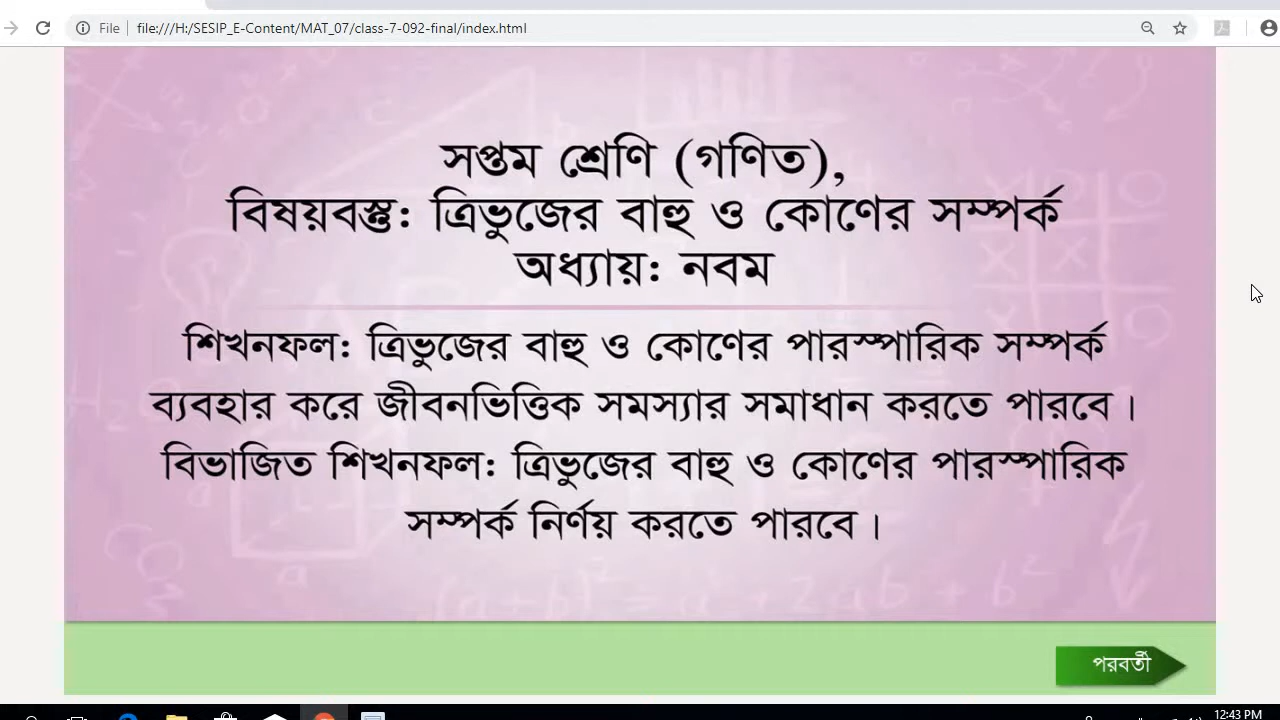 File
file:///H:/SESIP_E-Content/MAT_07/class-7-092-final/index.html
সপ্তম শ্রেণি (গণিত),
বিষয়বস্তু: ত্রিভুজের বাহু ও কোণের সম্পর্ক
অধ্যায়: নবম
শিখনফল: ত্রিভুজের বাহু ও কোণের পারস্পারিক সম্পর্ক
ব্যবহার করে জীবনভিত্তিক সমস্যার সমাধান করতে পারবে।
বিভাজিত শিখনফল: ত্রিভুজের বাহু ও কোণের পারস্পারিক
সম্পর্ক নির্ণয় করতে পারবে।
পরবর্তী
12:43 PM